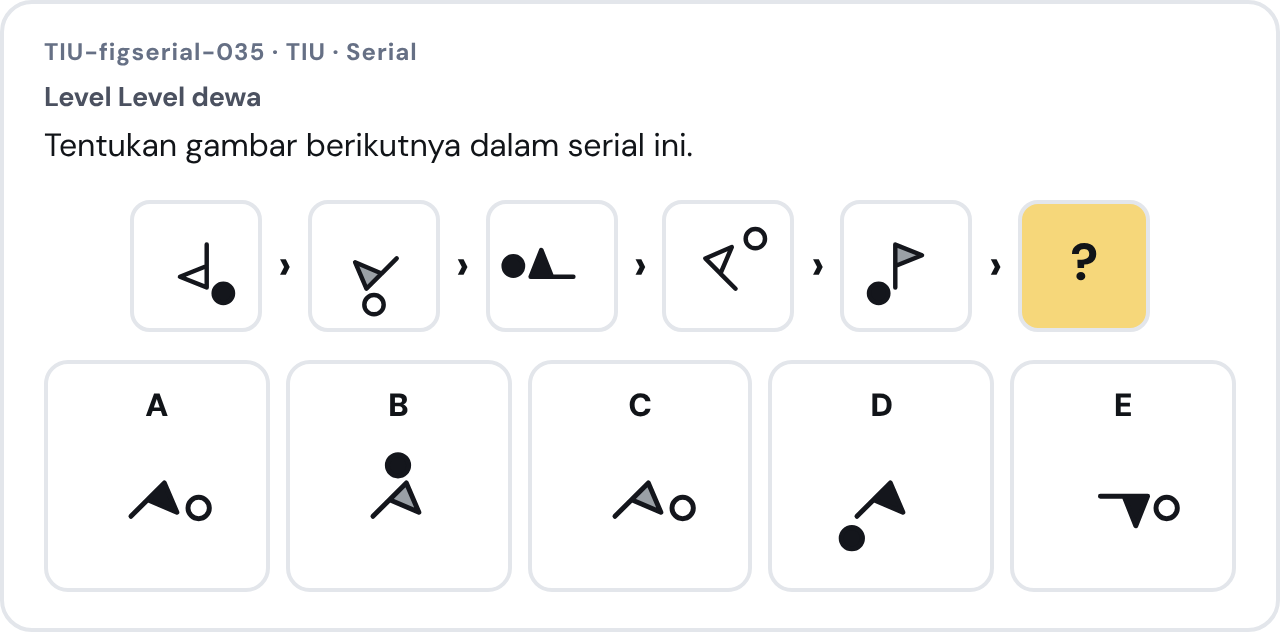 TIU-figserial-035 · TIU · Serial
Level Level dewa
Tentukan gambar berikutnya dalam serial ini.
› › › › › ?
A B C D E